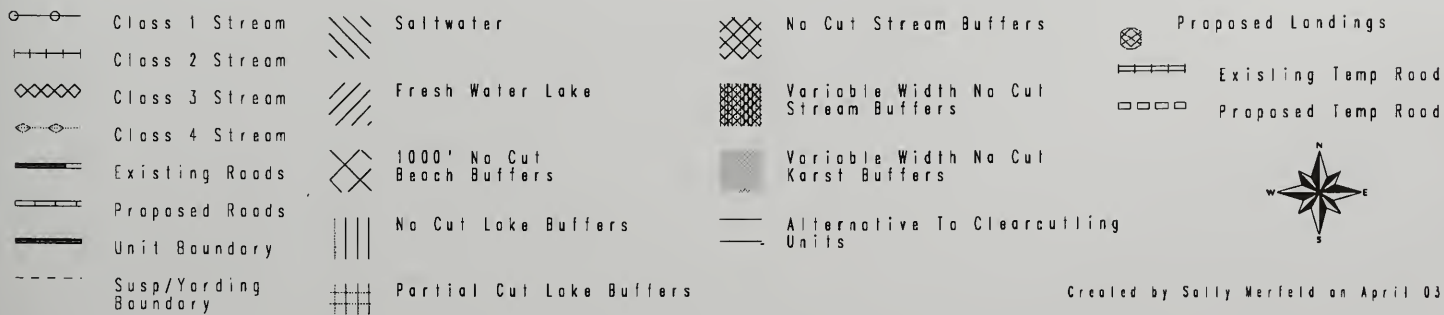 Class 1 Stream
Class 2 Stream
Class 3 Stream
Class 4 Stream
Existing Roads
Proposed Roads
Unit Boundary
Susp/Yarding
Boundary
Saltwater
Fresh Water Lake
1000' No Cut
Beach Buffers
No Cut Lake Buffers
Partial Cut Lake Buffers
No Cut Stream Buffers
Variable Width No Cut
Stream Buffers
Variable Width No Cut
Karst Buffers
Alternative To Clearcutting
Units
Proposed Landings
Existing Temp Road
Proposed Temp Road
N
W E
S
Created by Sally Merfeld on April 03